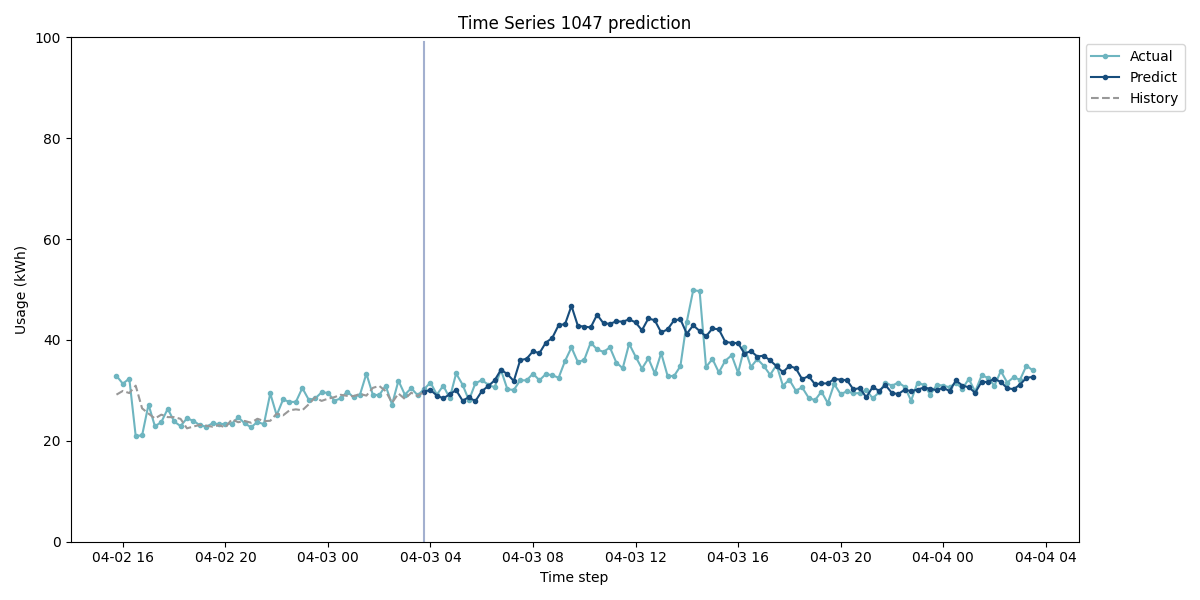 Time Series 1047 prediction
100
80
60
40
20
0
Usage (kWh)
04-02 16
04-02 20
04-03 00
04-03 04
04-03 08
04-03 12
04-03 16
04-03 20
04-04 00
04-04 04
Time step
Actual
Predict
History